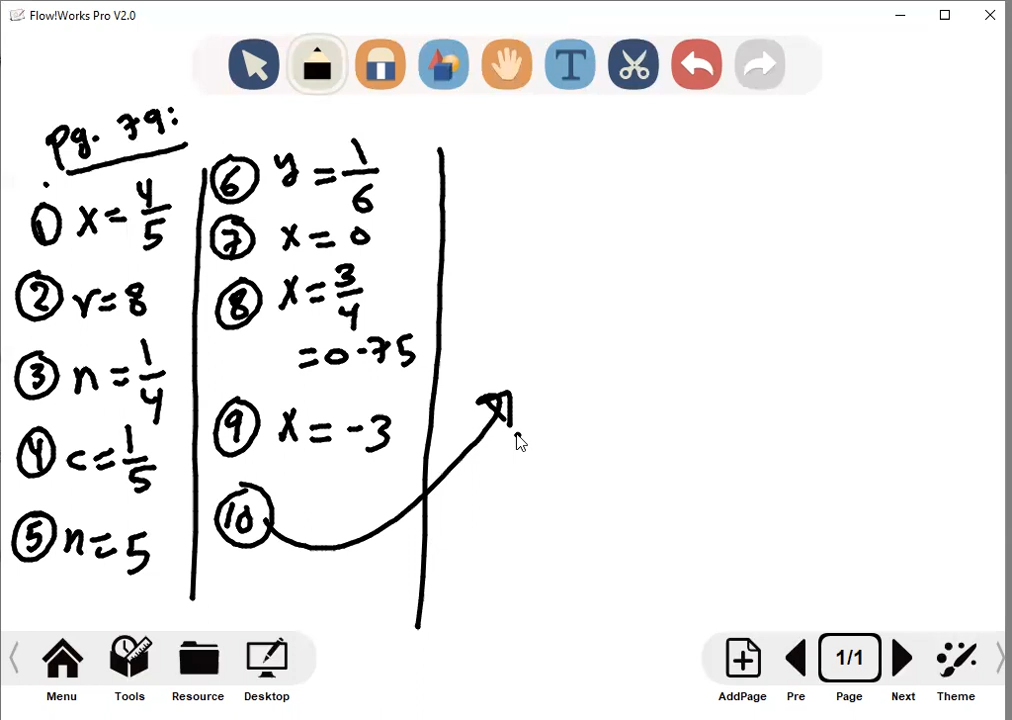 Flow!Works Pro V2.0
T
pg. 79:
1) x = 4/5
2) r = 8
3) n = 1/4
4) c = 1/5
5) n = 5
6) y = 1/6
7) x = 0
8) x = 3/4
= 0.75
9) x = -3
10)
Menu
Tools
Resource
Desktop
AddPage
Pre
1/1
Page
Next
Theme